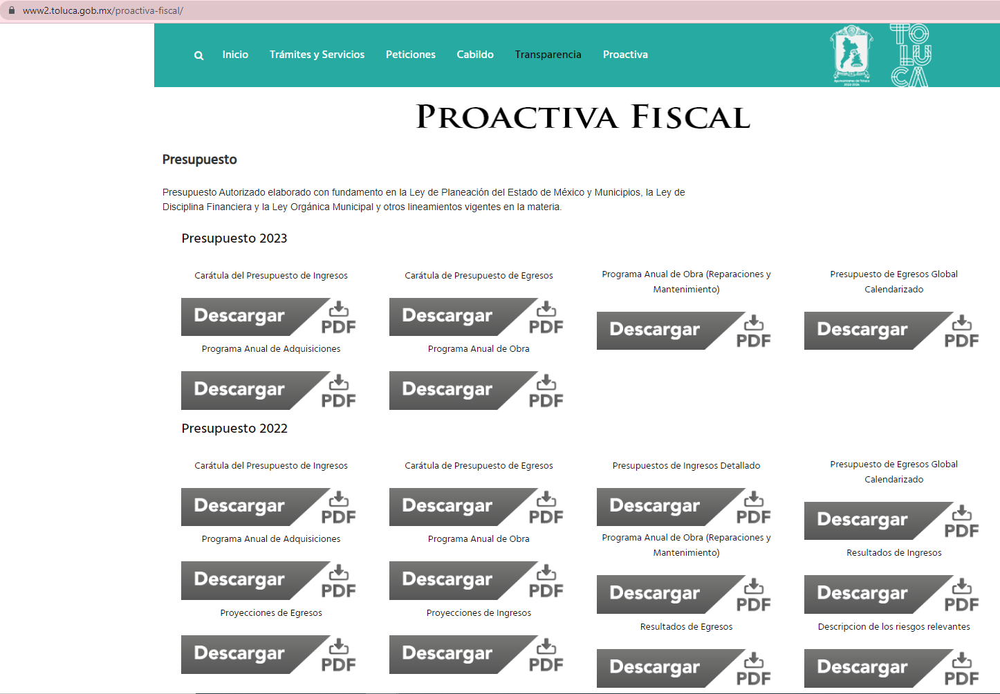 www2.toluca.gob.mx/proactiva-fiscal/
Inicio Trámites y Servicios Peticiones Cabildo Transparencia Proactiva
Ayuntamiento de Toluca
2022-2024
TO
LU
CA
PROACTIVA FISCAL
Presupuesto
Presupuesto Autorizado elaborado con fundamento en la Ley de Planeación del Estado de México y Municipios, la Ley de
Disciplina Financiera y la Ley Orgánica Municipal y otros lineamientos vigentes en la materia.
Presupuesto 2023
Carátula del Presupuesto de Ingresos
Descargar PDF
Carátula de Presupuesto de Egresos
Descargar PDF
Programa Anual de Obra (Reparaciones y
Mantenimiento)
Descargar PDF
Presupuesto de Egresos Global
Calendarizado
Descargar PDF
Programa Anual de Adquisiciones
Descargar PDF
Programa Anual de Obra
Descargar PDF
Presupuesto 2022
Carátula del Presupuesto de Ingresos
Descargar PDF
Carátula de Presupuesto de Egresos
Descargar PDF
Presupuestos de Ingresos Detallado
Descargar PDF
Presupuesto de Egresos Global
Calendarizado
Descargar PDF
Programa Anual de Adquisiciones
Descargar PDF
Programa Anual de Obra
Descargar PDF
Programa Anual de Obra (Reparaciones y
Mantenimiento)
Descargar PDF
Resultados de Ingresos
Descargar PDF
Proyecciones de Egresos
Descargar PDF
Proyecciones de Ingresos
Descargar PDF
Resultados de Egresos
Descargar PDF
Descripcion de los riesgos relevantes
Descargar PDF